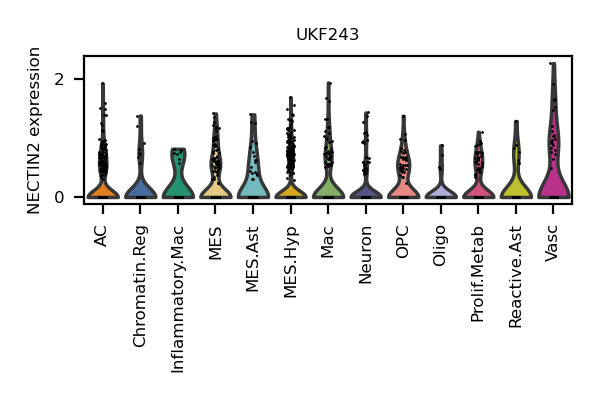 UKF243
NECTIN2 expression
2
0
AC
Chromatin.Reg
Inflammatory.Mac
MES
MES.Ast
MES.Hyp
Mac
Neuron
OPC
Oligo
Prolif.Metab
Reactive.Ast
Vasc